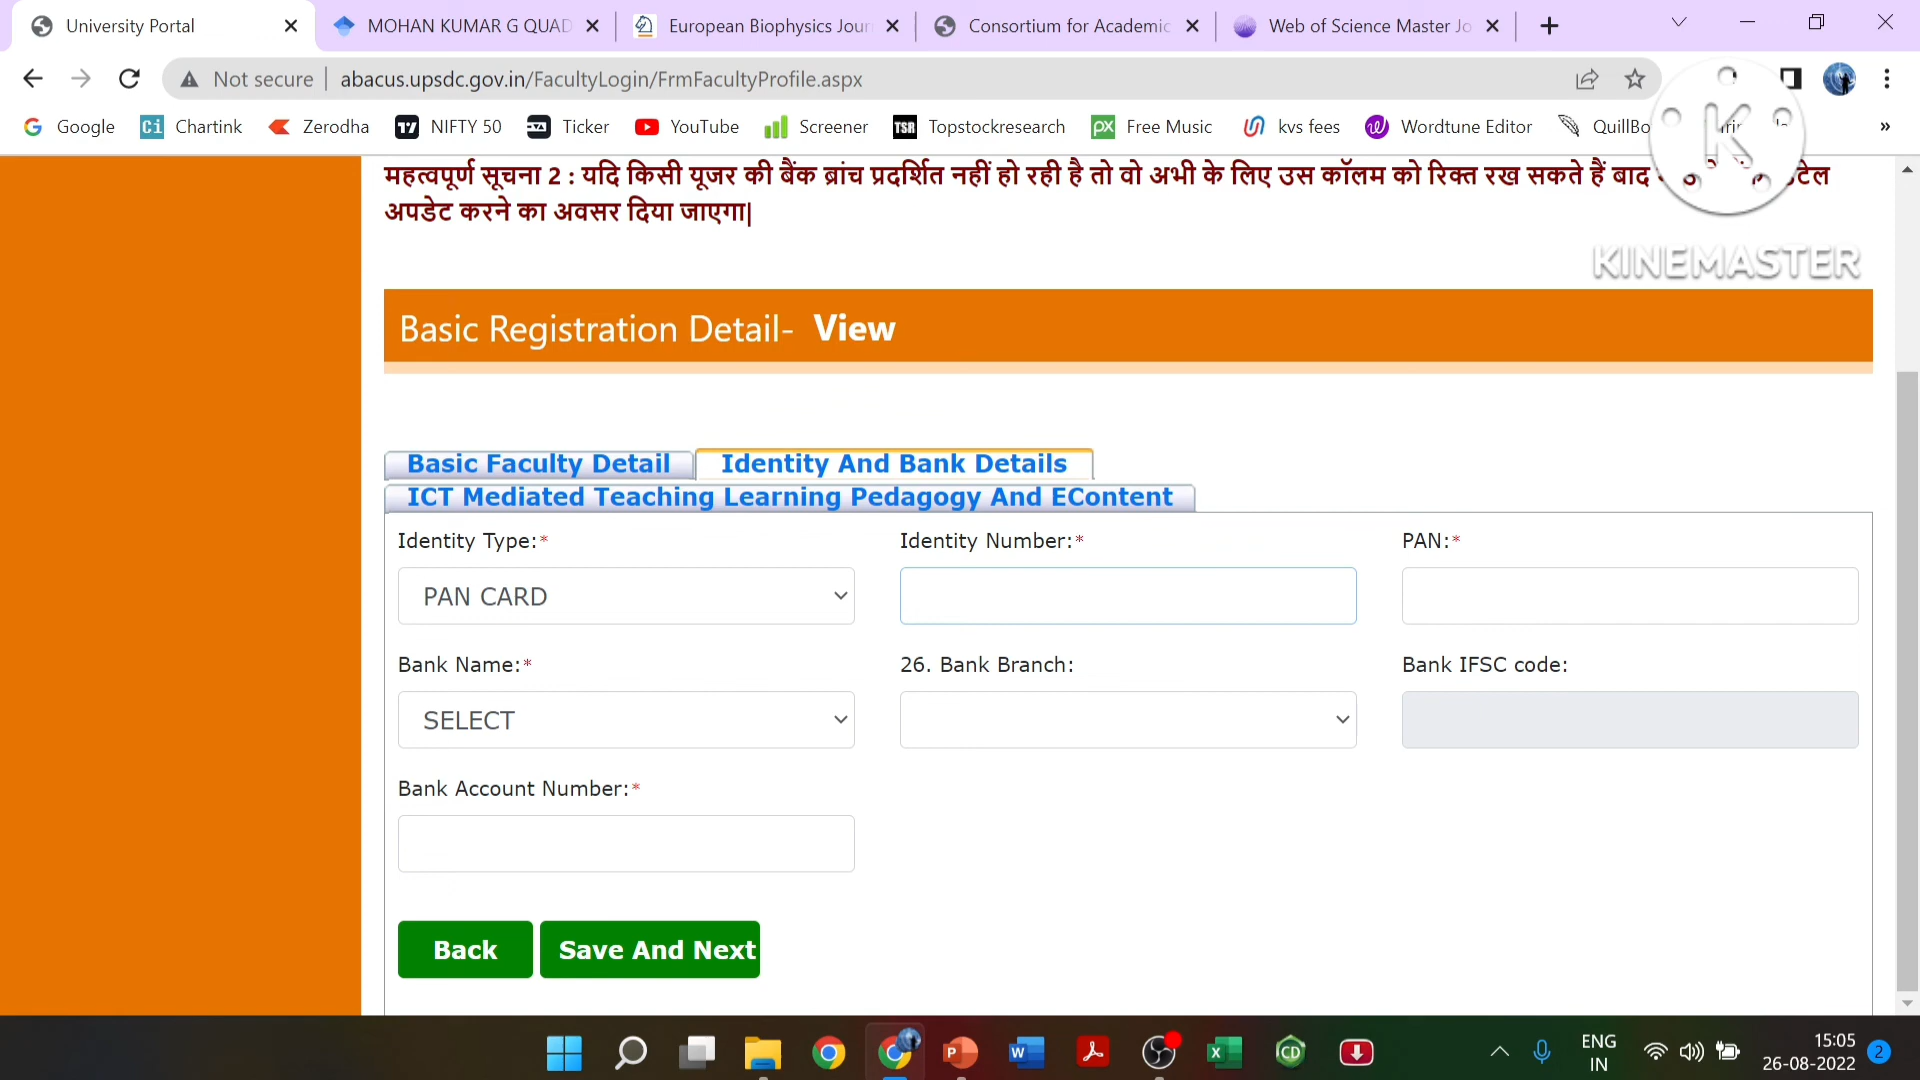 University Portal
MOHAN KUMAR G QUAD
European Biophysics Jour
Consortium for Academic
Web of Science Master Jo
Not secure
abacus.upsdc.gov.in/FacultyLogin/FrmFacultyProfile.aspx
Google
Chartink
Zerodha
NIFTY 50
Ticker
YouTube
Screener
Topstockresearch
Free Music
kvs fees
Wordtune Editor
QuillBo
»
महत्वपूर्ण सूचना 2 : यदि किसी यूजर की बैंक ब्रांच प्रदर्शित नहीं हो रही है तो वो अभी के लिए उस कॉलम को रिक्त रख सकते हैं बाद
अपडेट करने का अवसर दिया जाएगा|
KINEMASTER
Basic Registration Detail- View
Basic Faculty Detail
Identity And Bank Details
ICT Mediated Teaching Learning Pedagogy And EContent
Identity Type:*
Identity Number:*
PAN:*
PAN CARD
Bank Name:*
26. Bank Branch:
Bank IFSC code:
SELECT
Bank Account Number:*
Back
Save And Next
ENG
IN
15:05
26-08-2022
2